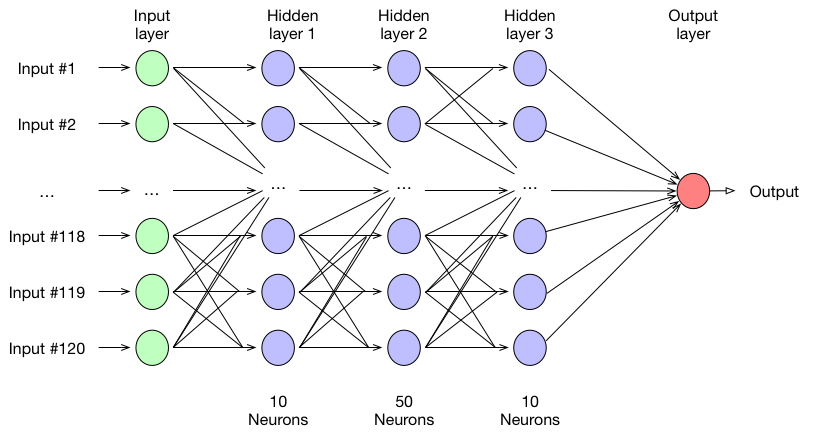 Input layer
Hidden layer 1
Hidden layer 2
Hidden layer 3
Output layer
Input #1
Input #2
... ... ... ... ...
Output
Input #118
Input #119
Input #120
10 Neurons
50 Neurons
10 Neurons